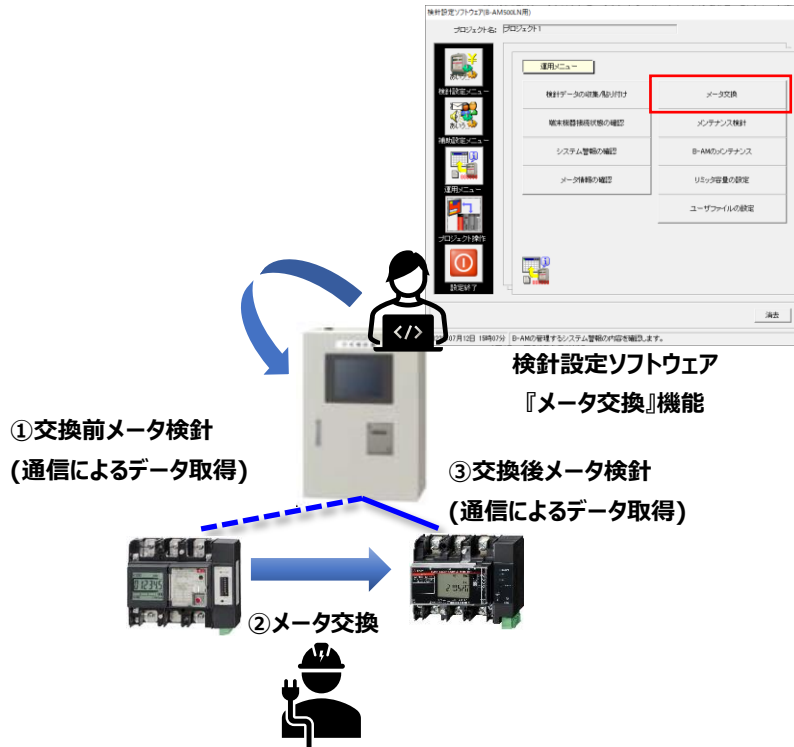 検針設定ソフトウェア(B-AM500LN用)
プロジェクト名: プロジェクト1
運用メニュー
検針設定メニュー
検針データの収集/貼り付け
メータ交換
端末機器接続状態の確認
メンテナンス検針
補助設定メニュー
システム警報の確認
B-AMのメンテナンス
メータ情報の確認
リミッタ容量の設定
運用メニュー
ユーザファイルの設定
プロジェクト操作
設定終了
消去
07月12日 15時07分 B-AMの管理するシステム警報の内容を確認します。
</>
検針設定ソフトウェア
『メータ交換』機能
①交換前メータ検針
(通信によるデータ取得)
③交換後メータ検針
(通信によるデータ取得)
②メータ交換